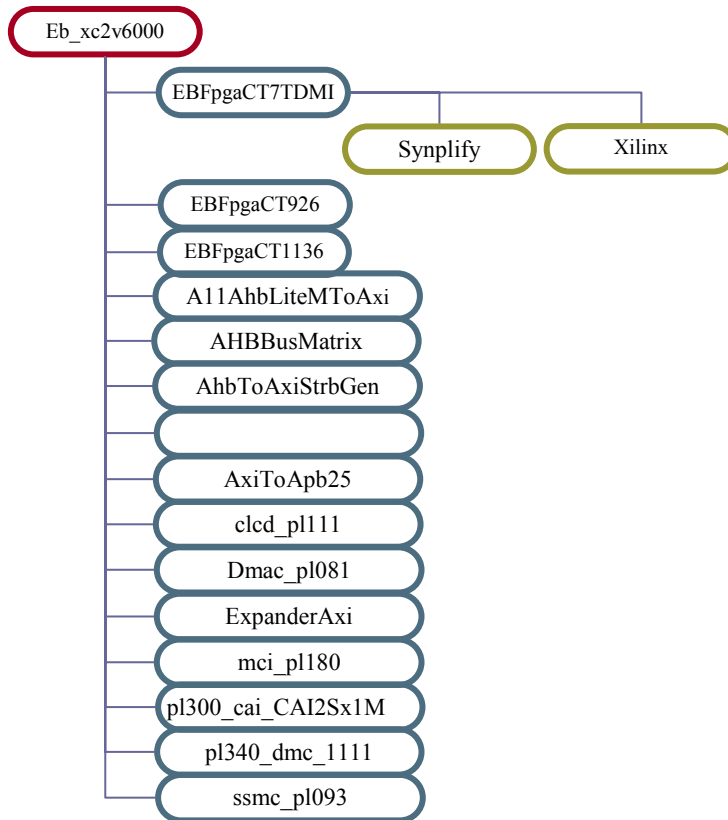 Eb_xc2v6000
EBFpgaCT7TDMI
Synplify
Xilinx
EBFpgaCT926
EBFpgaCT1136
A11AhbLiteMToAxi
AHBBusMatrix
AhbToAxiStrbGen
AxiToApb25
clcd_pl111
Dmac_pl081
ExpanderAxi
mci_pl180
pl300_cai_CAI2Sx1M
pl340_dmc_1111
ssmc_pl093